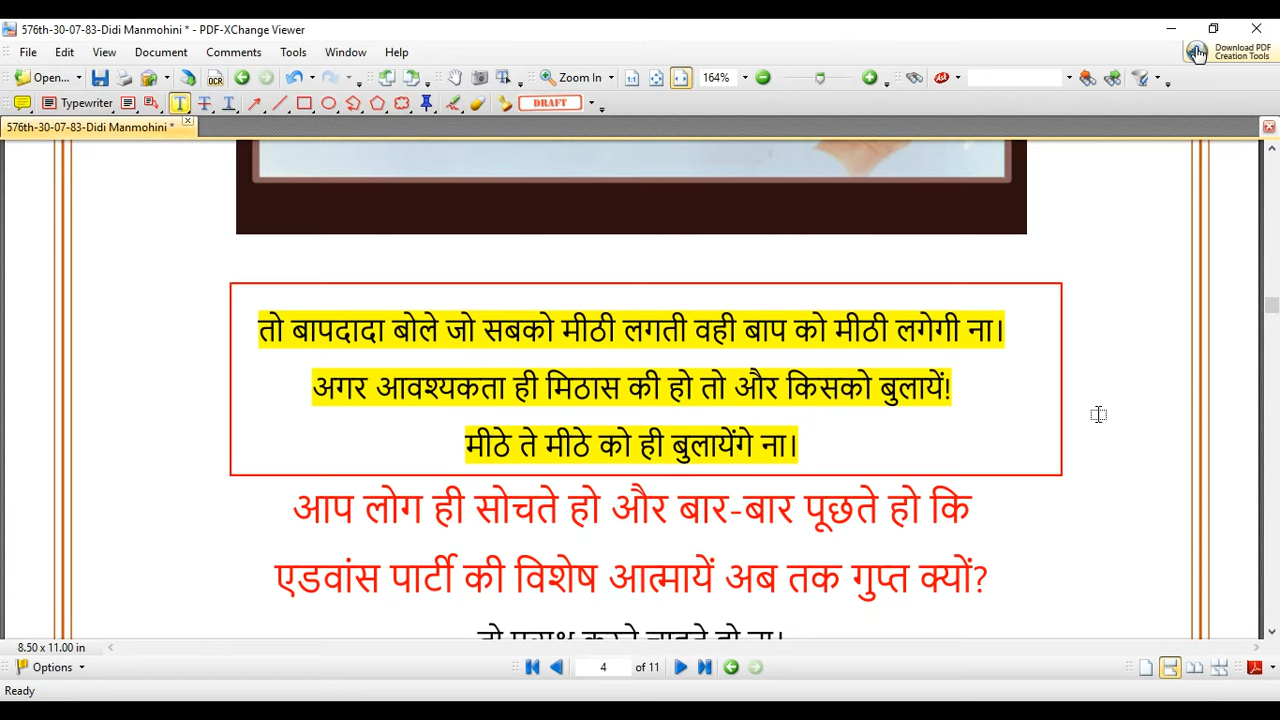 576th-30-07-83-Didi Manmohini * - PDF-XChange Viewer
File Edit View Document Comments Tools Window Help
Download PDF Creation Tools
Open... OCR Zoom In 1:1 164% Ask
Typewriter T T T DRAFT
576th-30-07-83-Didi Manmohini *
तो बापदादा बोले जो सबको मीठी लगती वही बाप को मीठी लगेगी ना।
अगर आवश्यकता ही मिठास की हो तो और किसको बुलायें!
मीठे ते मीठे को ही बुलायेंगे ना।
आप लोग ही सोचते हो और बार-बार पूछते हो कि
एडवांस पार्टी की विशेष आत्मायें अब तक गुप्त क्यों?
8.50 x 11.00 in
Options 4 of 11
Ready